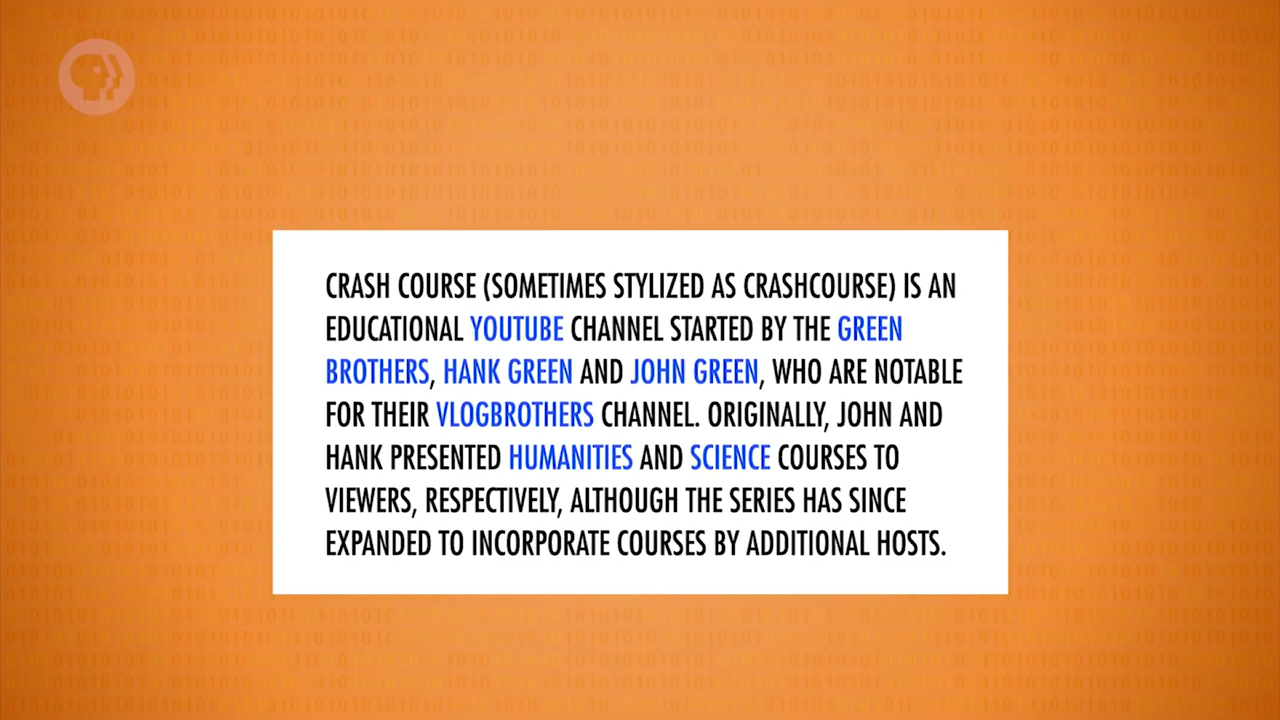 CRASH COURSE (SOMETIMES STYLIZED AS CRASHCOURSE) IS AN
EDUCATIONAL YOUTUBE CHANNEL STARTED BY THE GREEN
BROTHERS, HANK GREEN AND JOHN GREEN, WHO ARE NOTABLE
FOR THEIR VLOGBROTHERS CHANNEL. ORIGINALLY, JOHN AND
HANK PRESENTED HUMANITIES AND SCIENCE COURSES TO
VIEWERS, RESPECTIVELY, ALTHOUGH THE SERIES HAS SINCE
EXPANDED TO INCORPORATE COURSES BY ADDITIONAL HOSTS.